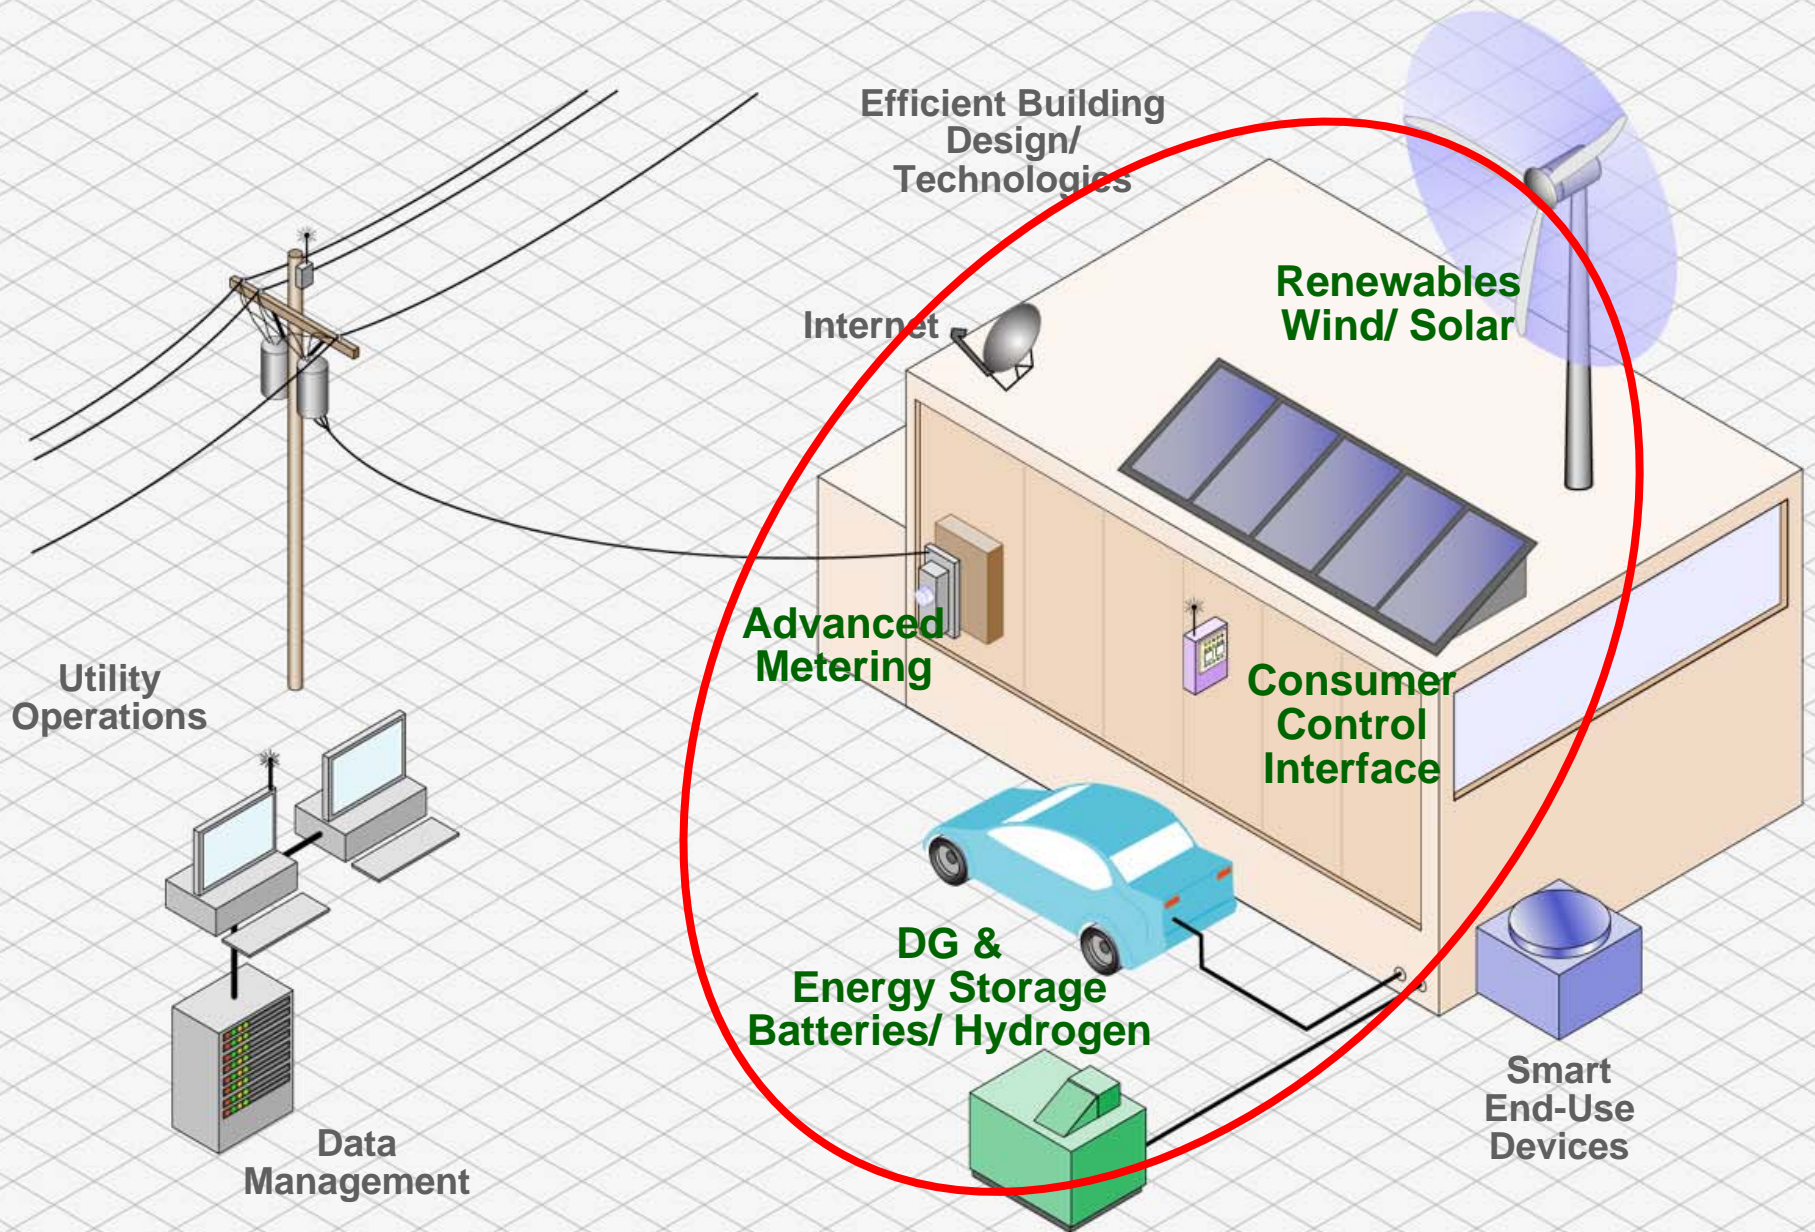 Efficient Building
Design/
Technologies
Renewables
Wind/ Solar
Internet
Advanced
Metering
Consumer
Control
Interface
Utility
Operations
DG &
Energy Storage
Batteries/ Hydrogen
Smart
End-Use
Devices
Data
Management